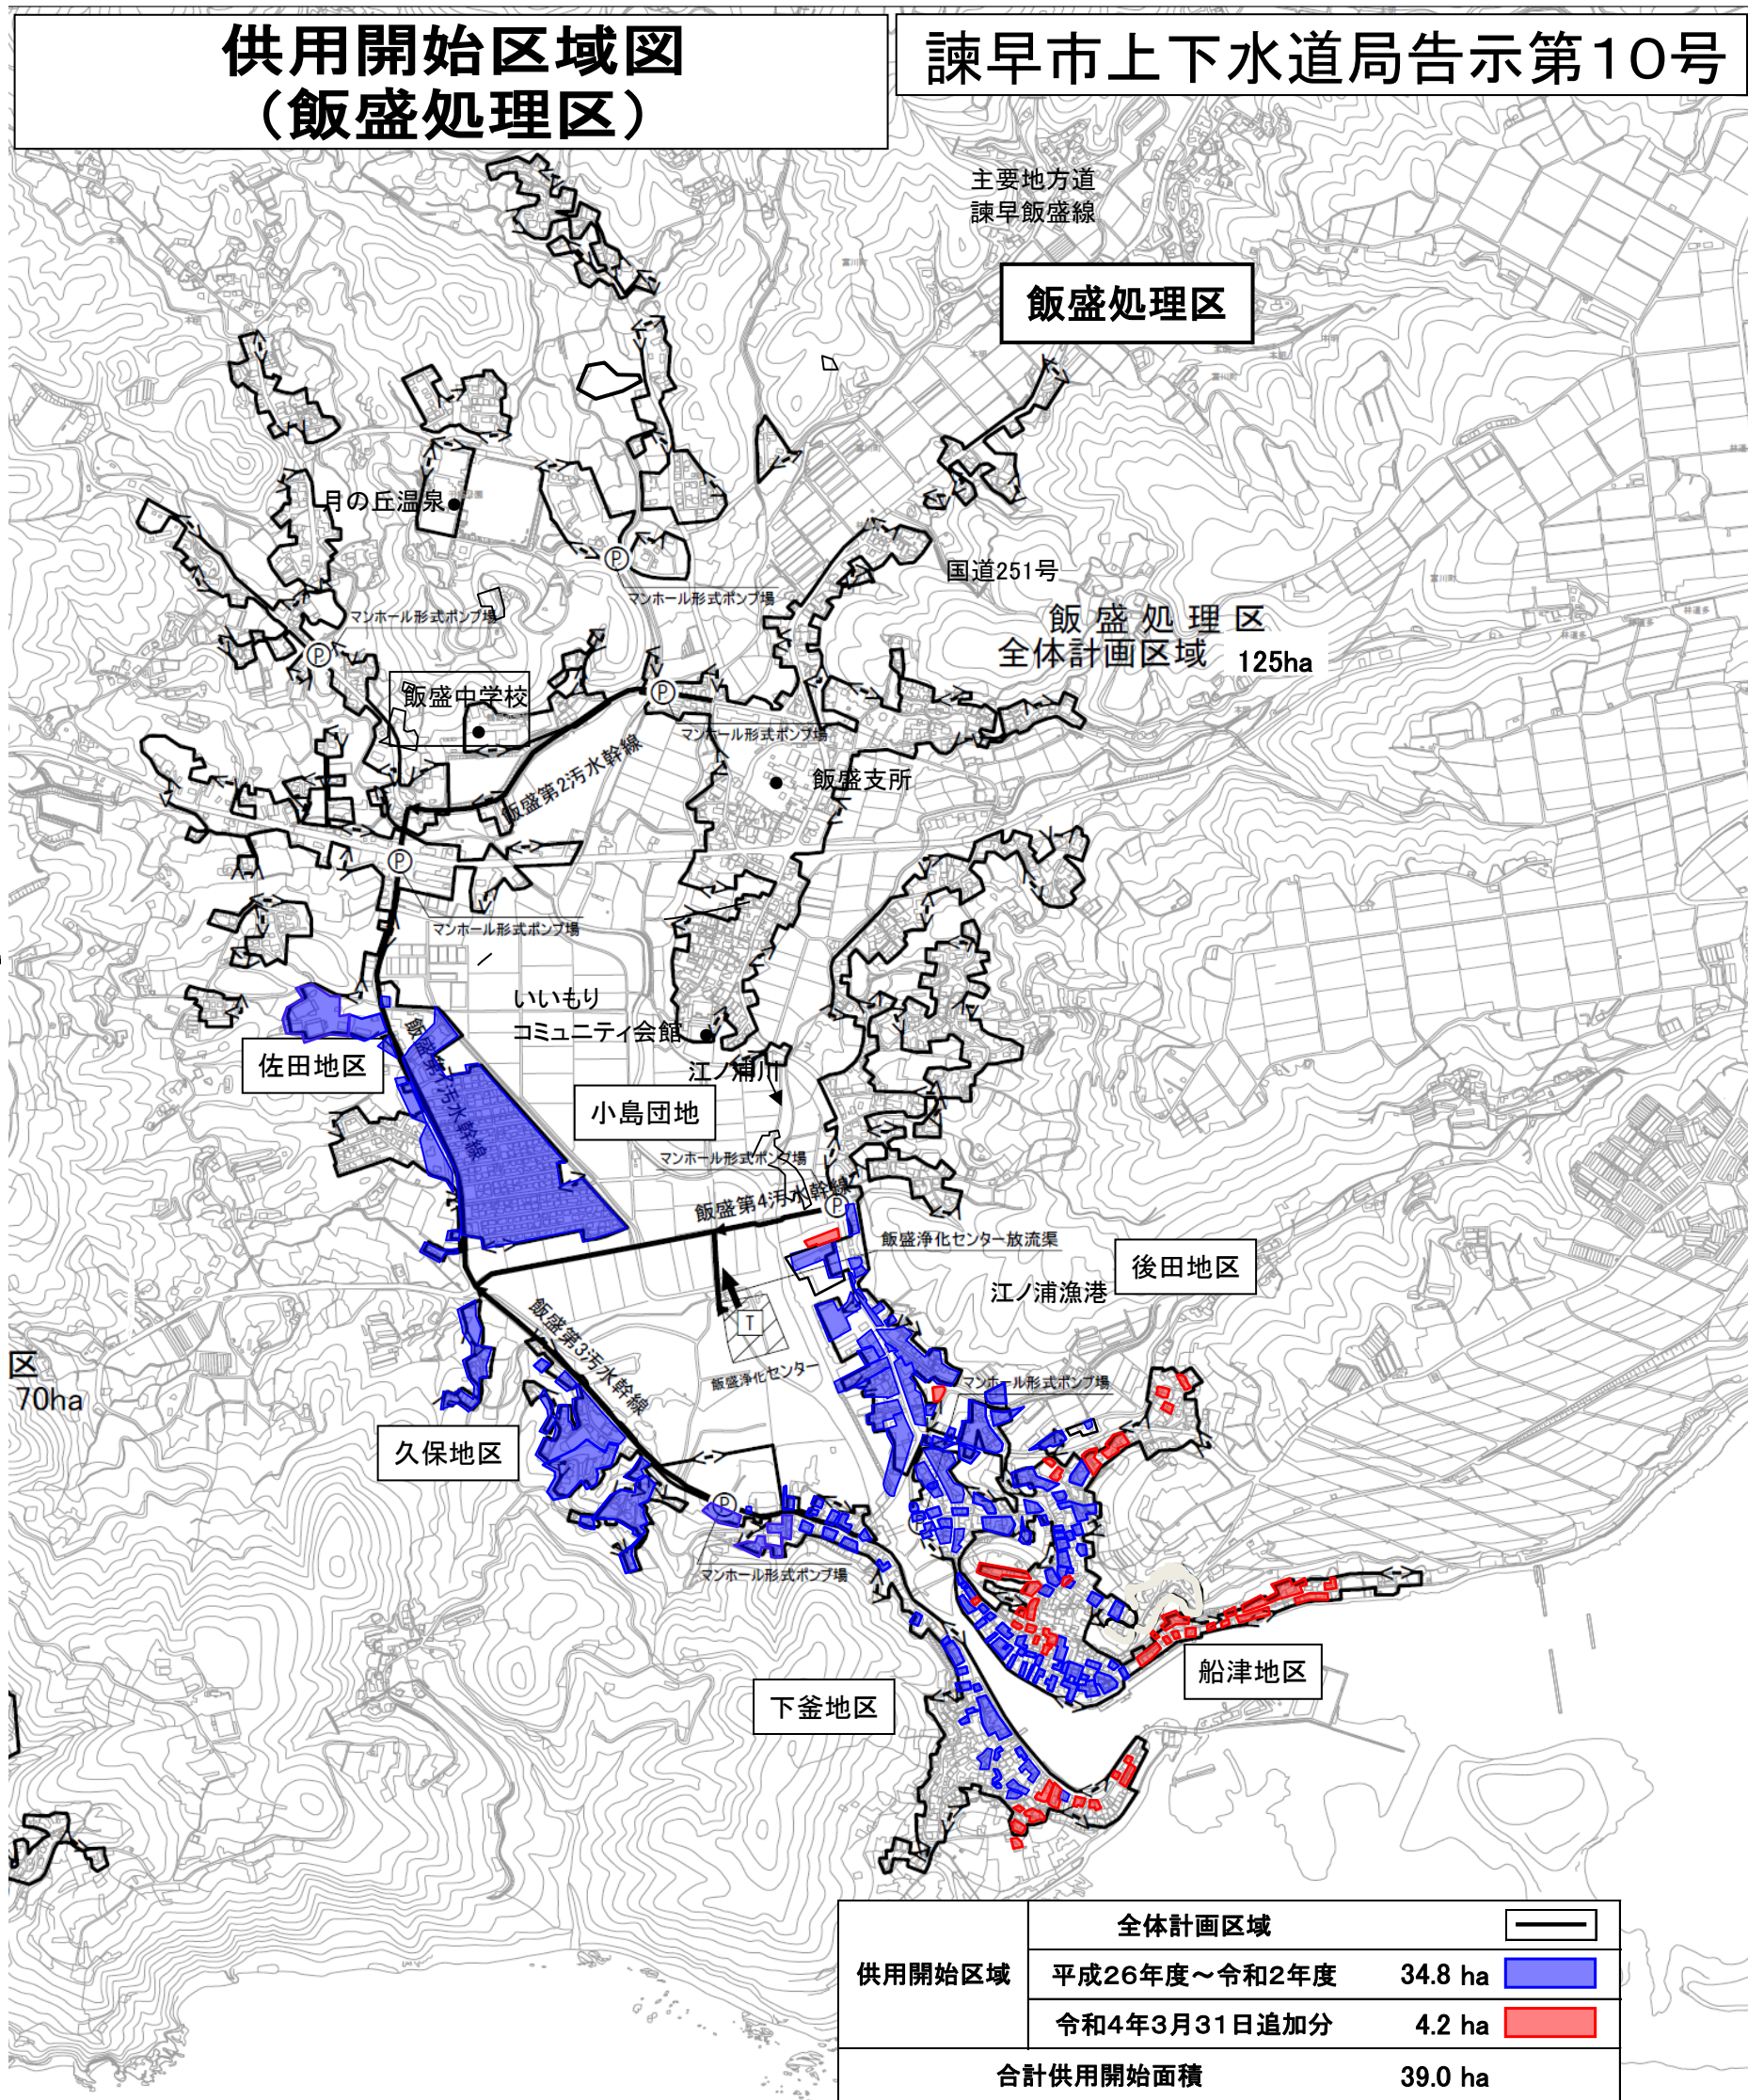 供用開始区域図
（飯盛処理区）
諫早市上下水道局告示第10号
主要地方道
諫早飯盛線
飯盛処理区
月の丘温泉
国道251号
マンホール形式ポンプ場
マンホール形式ポンプ場
飯盛処理区
全体計画区域 125ha
飯盛中学校
マンホール形式ポンプ場
飯盛第2汚水幹線
飯盛支所
マンホール形式ポンプ場
いいもり
コミュニティ会館
佐田地区
飯盛第1汚水幹線
江ノ浦川
小島団地
マンホール形式ポンプ場
飯盛第4汚水幹線
飯盛浄化センター放流渠
後田地区
江ノ浦漁港
飯盛第3汚水幹線
T
飯盛浄化センター
区
70ha
マンホール形式ポンプ場
久保地区
マンホール形式ポンプ場
船津地区
下釜地区
P
P
P
P
P
P
全体計画区域
供用開始区域
平成26年度～令和2年度 34.8 ha
令和4年3月31日追加分 4.2 ha
合計供用開始面積 39.0 ha